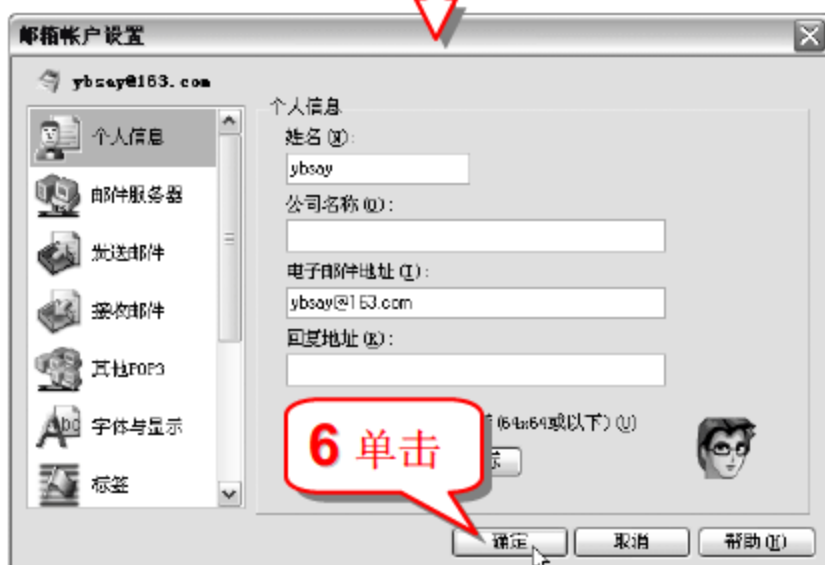 邮箱帐户设置
ybsay@163.com
个人信息
邮件服务器
发送邮件
接收邮件
其他POP3
字体与显示
标签
个人信息
姓名(N):
ybsay
公司名称(O):
电子邮件地址(I):
ybsay@163.com
回复地址(R):
(64x64或以下)(U)
示
6 单击
确定
取消
帮助(H)